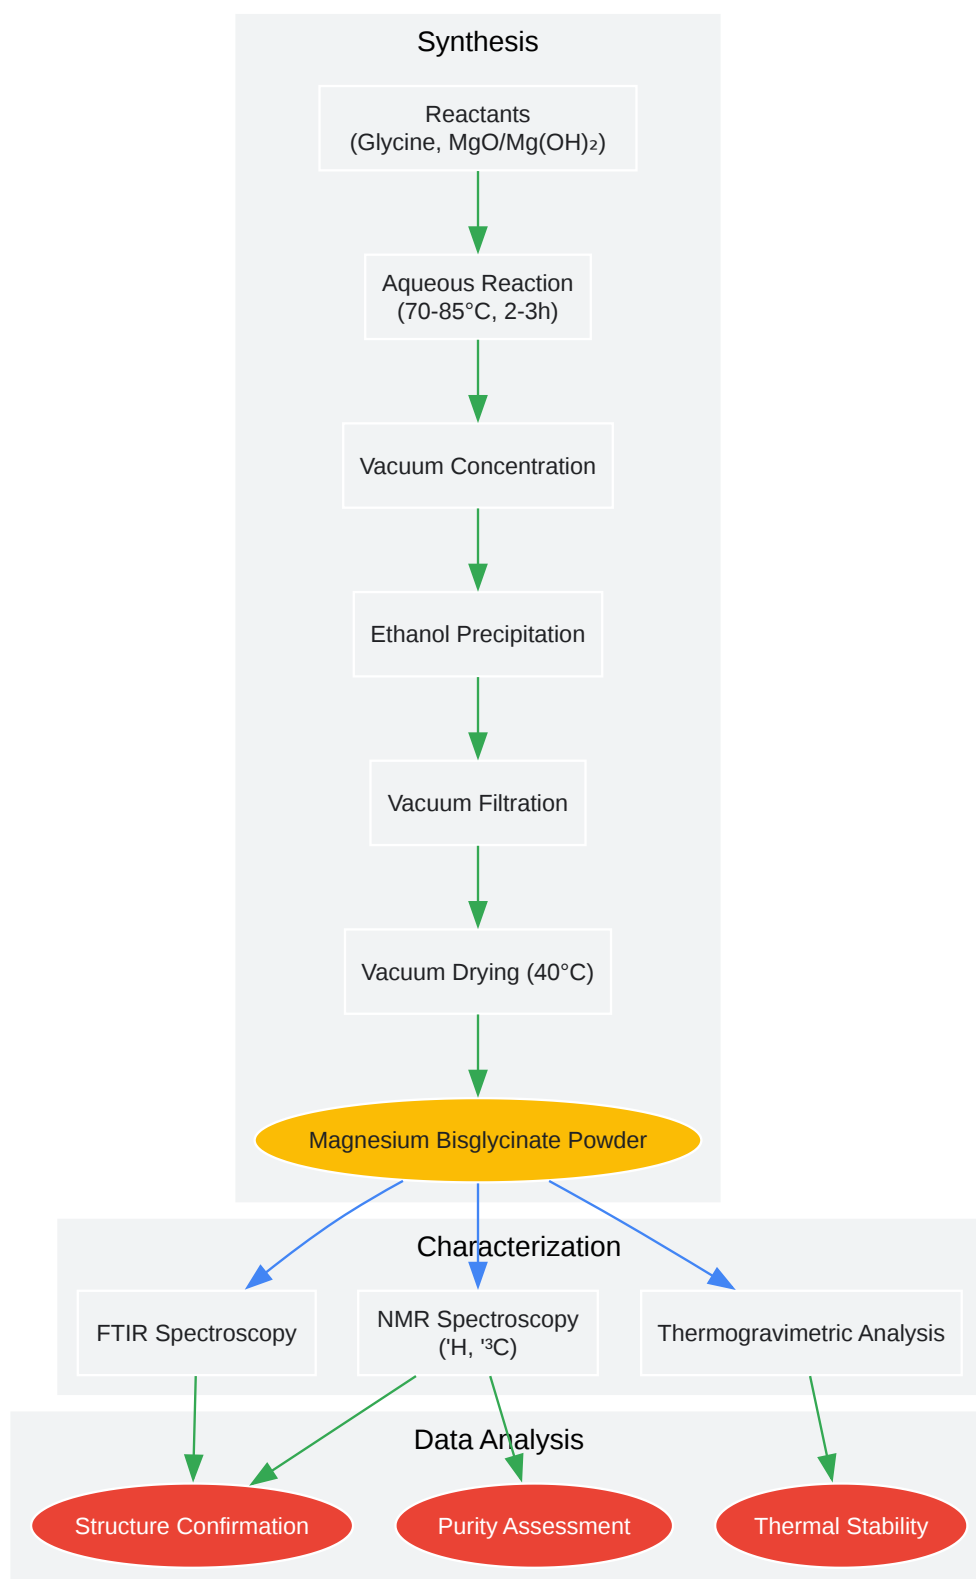 Synthesis
Reactants
(Glycine, MgO/Mg(OH)₂)
Aqueous Reaction
(70-85°C, 2-3h)
Vacuum Concentration
Ethanol Precipitation
Vacuum Filtration
Vacuum Drying (40°C)
Magnesium Bisglycinate Powder
Characterization
FTIR Spectroscopy
NMR Spectroscopy
('H, '³C)
Thermogravimetric Analysis
Data Analysis
Structure Confirmation
Purity Assessment
Thermal Stability